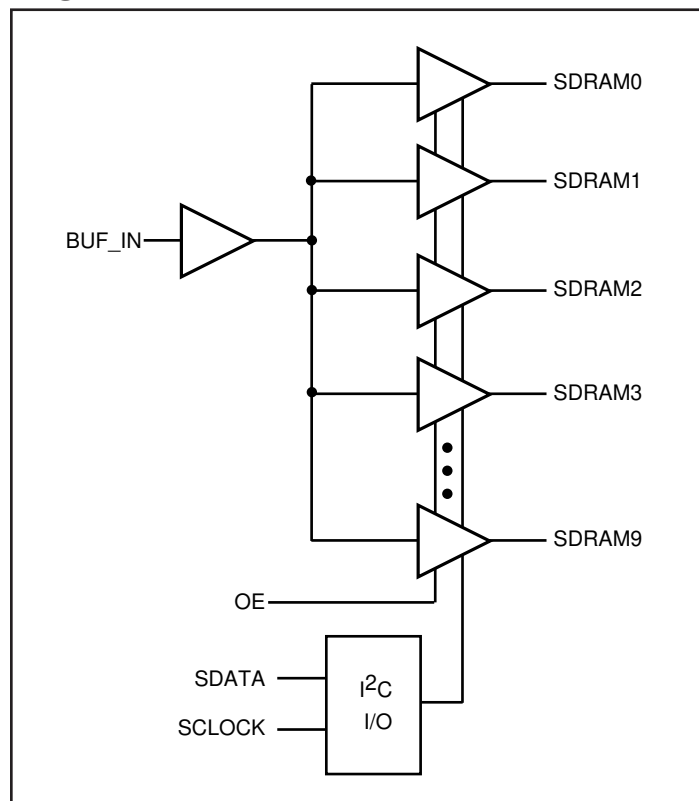 SDRAM0
SDRAM1
BUF_IN
SDRAM2
SDRAM3
SDRAM9
OE
SDATA
I²C
I/O
SCLOCK